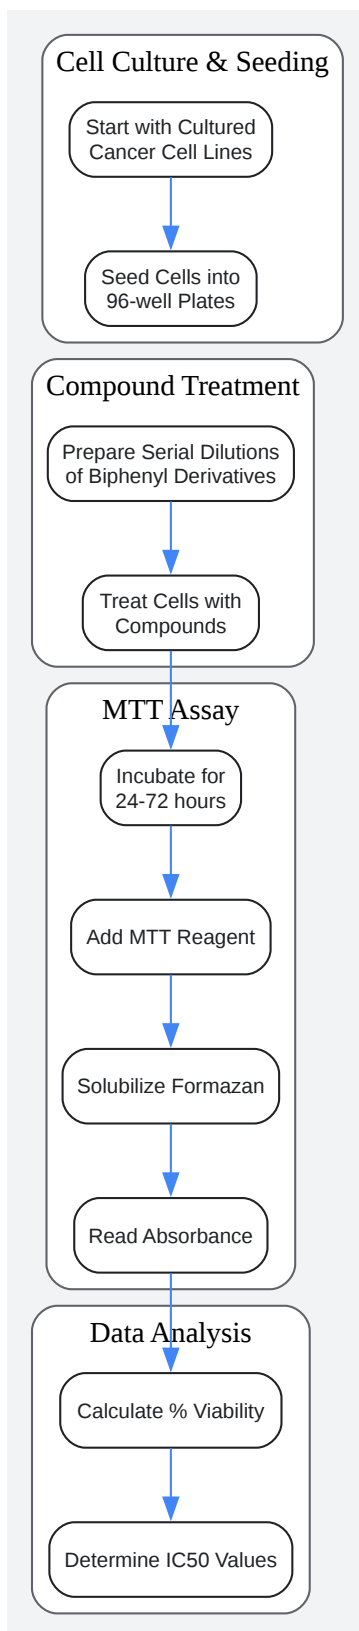 Cell Culture & Seeding
Start with Cultured
Cancer Cell Lines
Seed Cells into
96-well Plates
Compound Treatment
Prepare Serial Dilutions
of Biphenyl Derivatives
Treat Cells with
Compounds
MTT Assay
Incubate for
24-72 hours
Add MTT Reagent
Solubilize Formazan
Read Absorbance
Data Analysis
Calculate % Viability
Determine IC50 Values